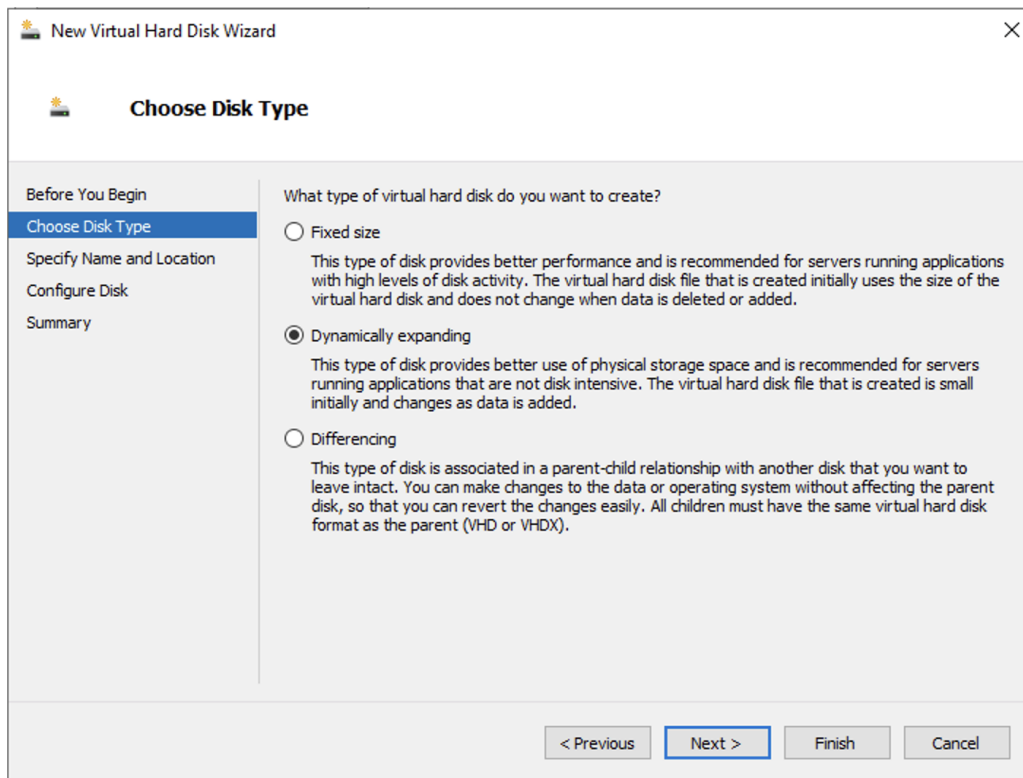 New Virtual Hard Disk Wizard
Choose Disk Type
Before You Begin
Choose Disk Type
Specify Name and Location
Configure Disk
Summary
What type of virtual hard disk do you want to create?
Fixed size
This type of disk provides better performance and is recommended for servers running applications
with high levels of disk activity. The virtual hard disk file that is created initially uses the size of the
virtual hard disk and does not change when data is deleted or added.
Dynamically expanding
This type of disk provides better use of physical storage space and is recommended for servers
running applications that are not disk intensive. The virtual hard disk file that is created is small
initially and changes as data is added.
Differencing
This type of disk is associated in a parent-child relationship with another disk that you want to
leave intact. You can make changes to the data or operating system without affecting the parent
disk, so that you can revert the changes easily. All children must have the same virtual hard disk
format as the parent (VHD or VHDX).
< Previous
Next >
Finish
Cancel